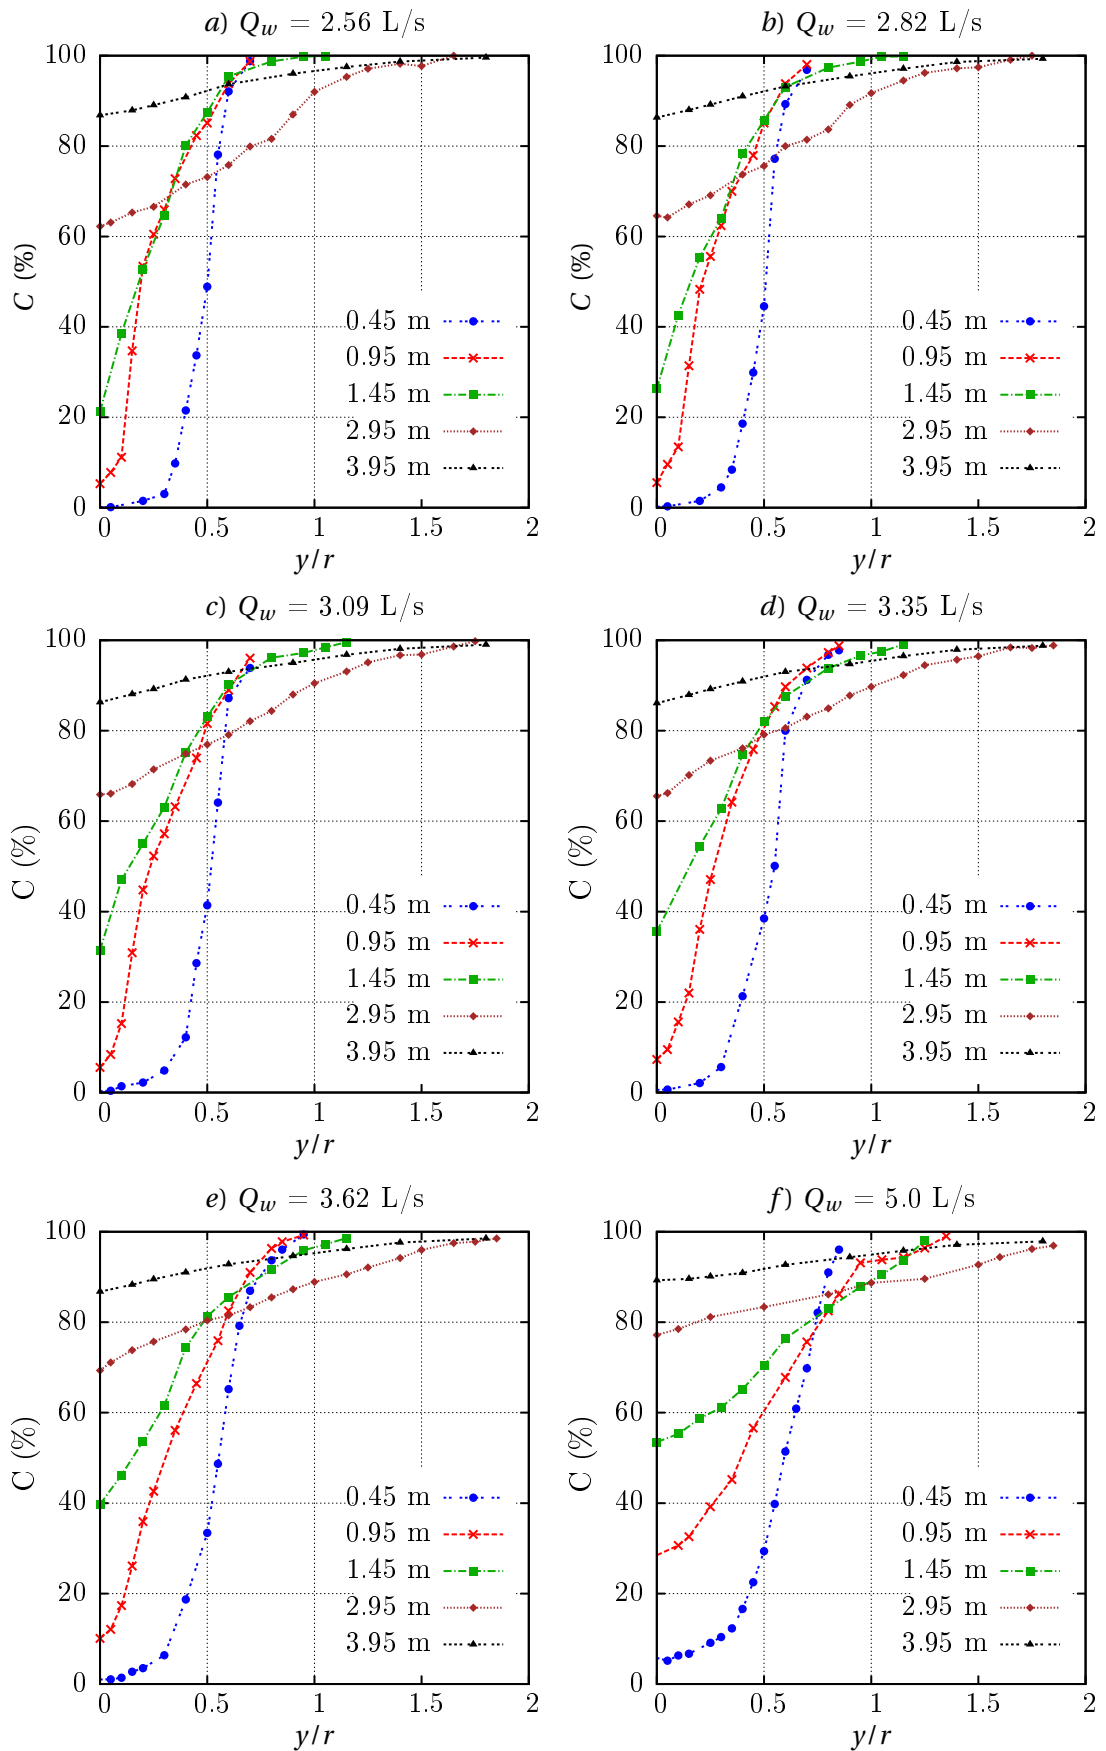 a) Q_w = 2.56 L/s
100
80
60
40
20
0
C (%)
0.45 m
0.95 m
1.45 m
2.95 m
3.95 m
0 0.5 1 1.5 2
y/r
b) Q_w = 2.82 L/s
100
80
60
40
20
0
C (%)
0.45 m
0.95 m
1.45 m
2.95 m
3.95 m
0 0.5 1 1.5 2
y/r
c) Q_w = 3.09 L/s
100
80
60
40
20
0
C (%)
0.45 m
0.95 m
1.45 m
2.95 m
3.95 m
0 0.5 1 1.5 2
y/r
d) Q_w = 3.35 L/s
100
80
60
40
20
0
C (%)
0.45 m
0.95 m
1.45 m
2.95 m
3.95 m
0 0.5 1 1.5 2
y/r
e) Q_w = 3.62 L/s
100
80
60
40
20
0
C (%)
0.45 m
0.95 m
1.45 m
2.95 m
3.95 m
0 0.5 1 1.5 2
y/r
f) Q_w = 5.0 L/s
100
80
60
40
20
0
C (%)
0.45 m
0.95 m
1.45 m
2.95 m
3.95 m
0 0.5 1 1.5 2
y/r